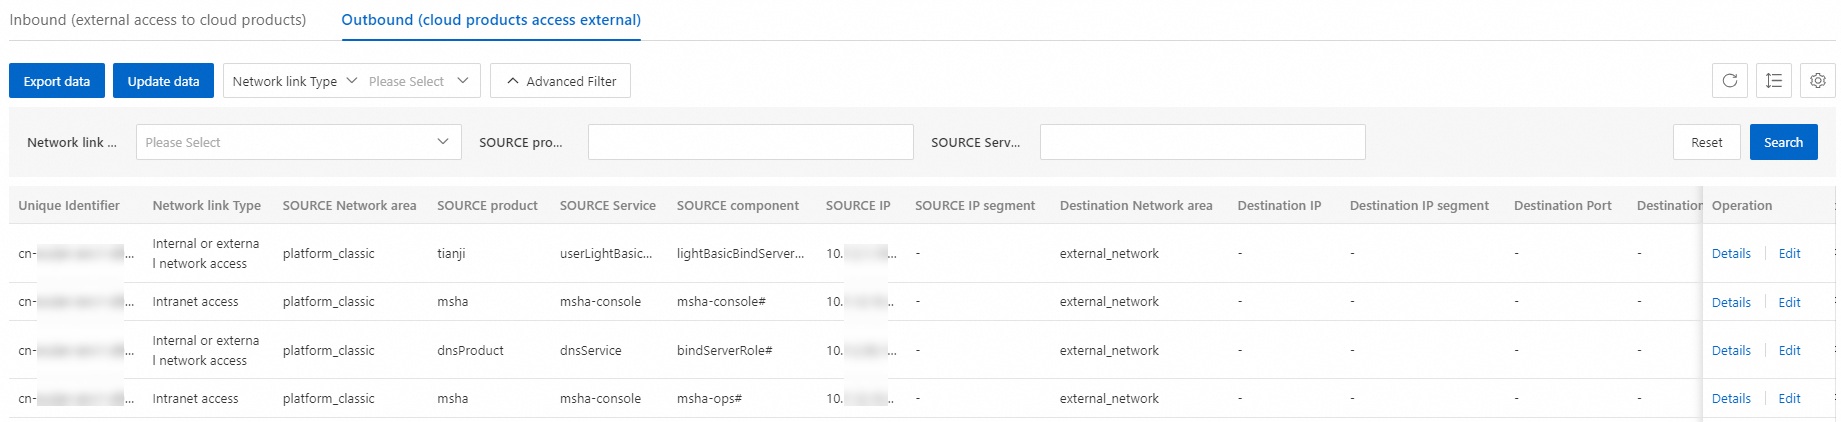 Inbound (external access to cloud products) Outbound (cloud products access external)
Export data Update data Network link Type Please Select Advanced Filter
Network link ... Please Select SOURCE pro... SOURCE Serv... Reset Search
Unique Identifier Network link Type SOURCE Network area SOURCE product SOURCE Service SOURCE component SOURCE IP SOURCE IP segment Destination Network area Destination IP Destination IP segment Destination Port Destination Operation
cn- ... Internal or externa platform_classic tianji userLightBasic... lightBasicBindServer... 10. ... - external_network - - - - Details Edit
l network access
cn- ... Intranet access platform_classic msha msha-console msha-console# 10. .. - external_network - - - - Details Edit
cn- ... Internal or externa platform_classic dnsProduct dnsService bindServerRole# 10. ... - external_network - - - - Details Edit
l network access
cn- ... Intranet access platform_classic msha msha-console msha-ops# 10. .. - external_network - - - - Details Edit